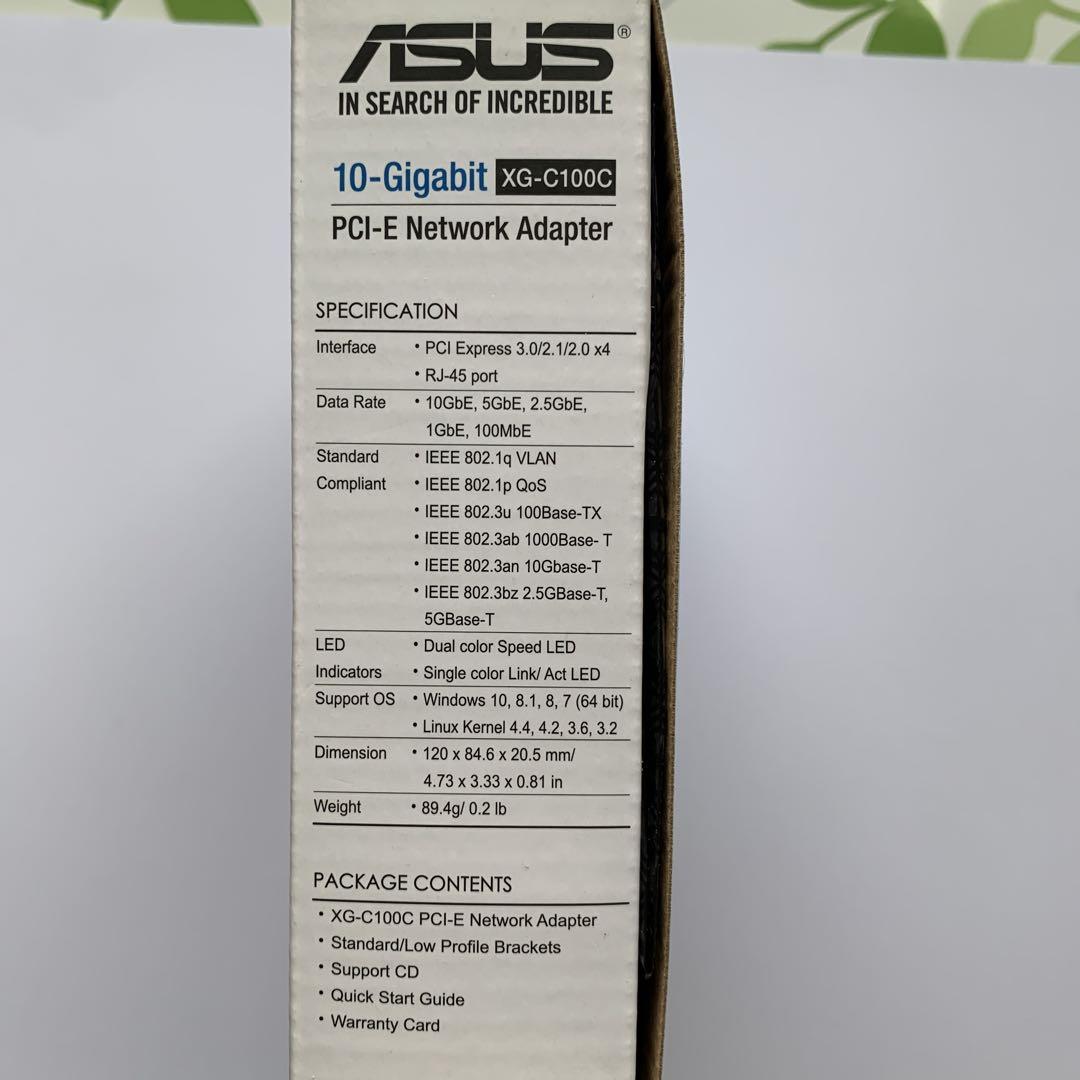 ASUS®
IN SEARCH OF INCREDIBLE
10-Gigabit XG-C100C
PCI-E Network Adapter
SPECIFICATION
Interface • PCI Express 3.0/2.1/2.0 x4
• RJ-45 port
Data Rate • 10GbE, 5GbE, 2.5GbE,
1GbE, 100MbE
Standard • IEEE 802.1q VLAN
Compliant • IEEE 802.1p QoS
• IEEE 802.3u 100Base-TX
• IEEE 802.3ab 1000Base- T
• IEEE 802.3an 10Gbase-T
• IEEE 802.3bz 2.5GBase-T,
5GBase-T
LED • Dual color Speed LED
Indicators • Single color Link/ Act LED
Support OS • Windows 10, 8.1, 8, 7 (64 bit)
• Linux Kernel 4.4, 4.2, 3.6, 3.2
Dimension • 120 x 84.6 x 20.5 mm/
4.73 x 3.33 x 0.81 in
Weight • 89.4g/ 0.2 lb
PACKAGE CONTENTS
• XG-C100C PCI-E Network Adapter
• Standard/Low Profile Brackets
• Support CD
• Quick Start Guide
• Warranty Card